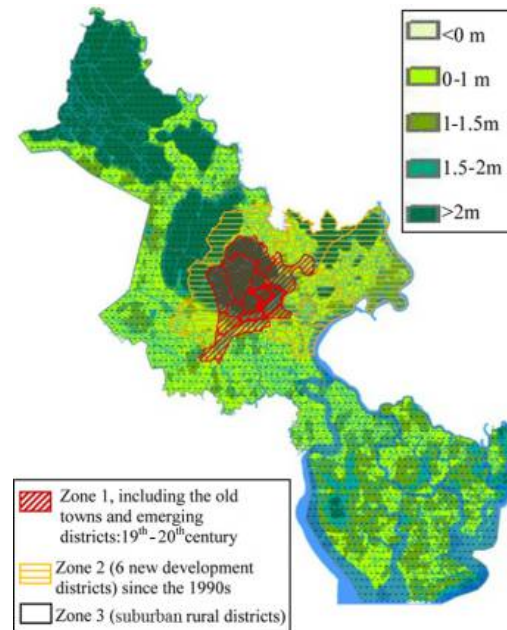 <0 m
0-1 m
1-1.5m
1.5-2m
>2m
Zone 1, including the old
towns and emerging
districts:19th-20th century
Zone 2 (6 new development
districts) since the 1990s
Zone 3 (suburban rural districts)